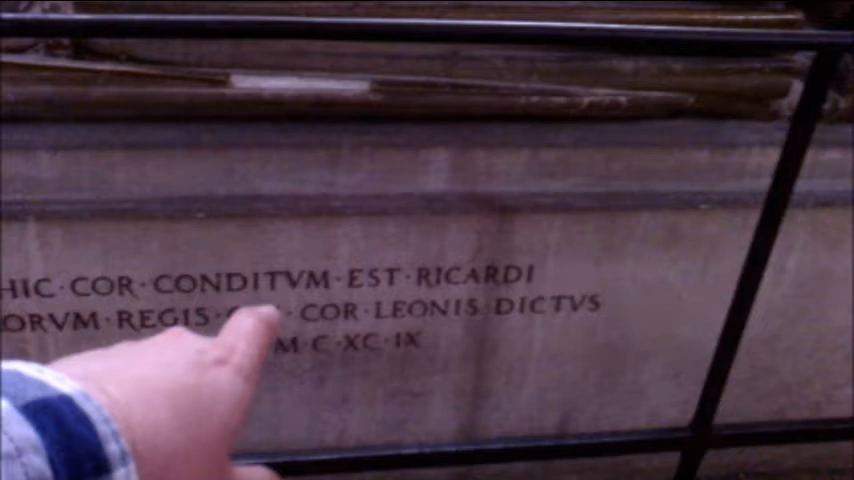 HIC·COR·CONDITVM·EST·RICARDI
ORVM·REGIS· COR·LEONIS·DICTVS
M·C·XC·IX